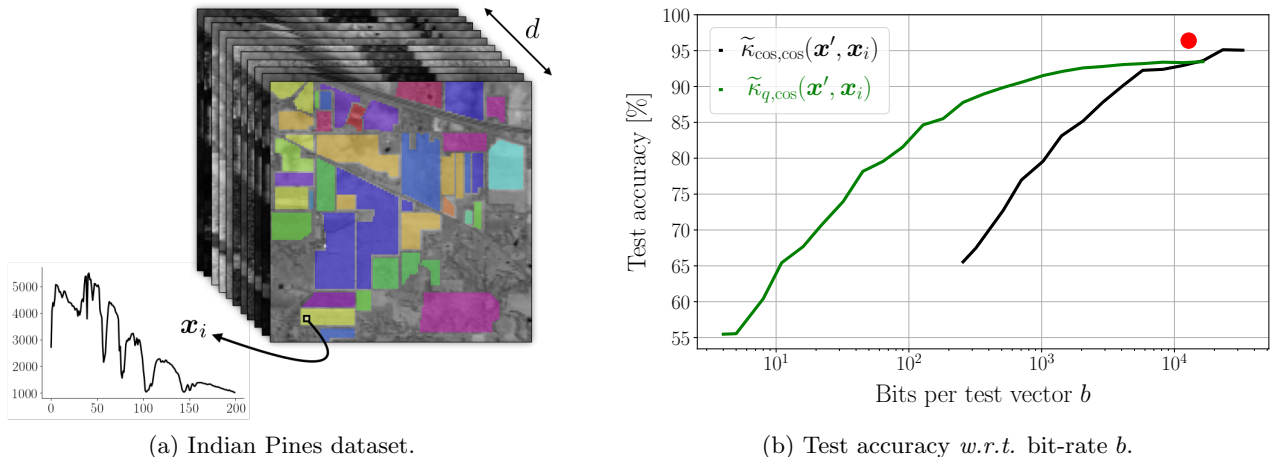 d
x_i
5000
4000
3000
2000
1000
0 50 100 150 200
(a) Indian Pines dataset.
κ̃_{cos,cos}(x′, x_i)
κ̃_{q,cos}(x′, x_i)
Test accuracy [%]
100
95
90
85
80
75
70
65
60
55
10^1 10^2 10^3 10^4
Bits per test vector b
(b) Test accuracy w.r.t. bit-rate b.